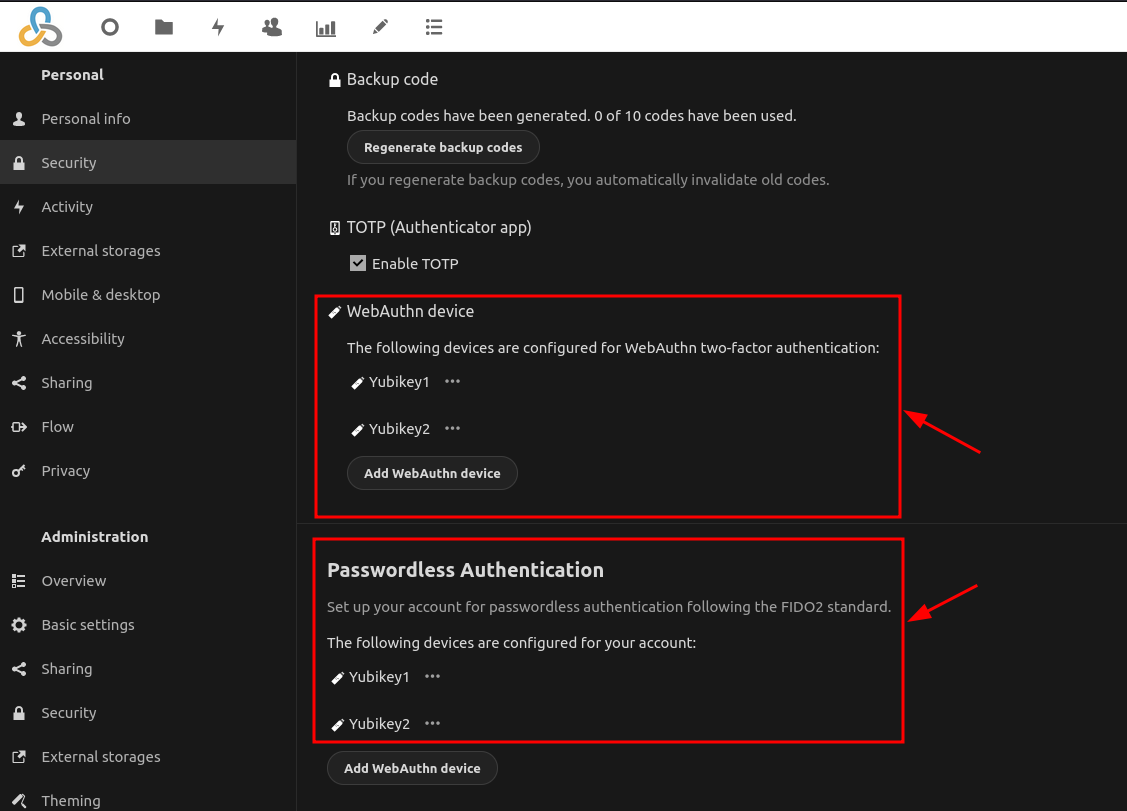 Personal
Personal info
Security
Activity
External storages
Mobile & desktop
Accessibility
Sharing
Flow
Privacy
Administration
Overview
Basic settings
Sharing
Security
External storages
Theming
Backup code
Backup codes have been generated. 0 of 10 codes have been used.
Regenerate backup codes
If you regenerate backup codes, you automatically invalidate old codes.
TOTP (Authenticator app)
Enable TOTP
WebAuthn device
The following devices are configured for WebAuthn two-factor authentication:
Yubikey1
Yubikey2
Add WebAuthn device
Passwordless Authentication
Set up your account for passwordless authentication following the FIDO2 standard.
The following devices are configured for your account:
Yubikey1
Yubikey2
Add WebAuthn device